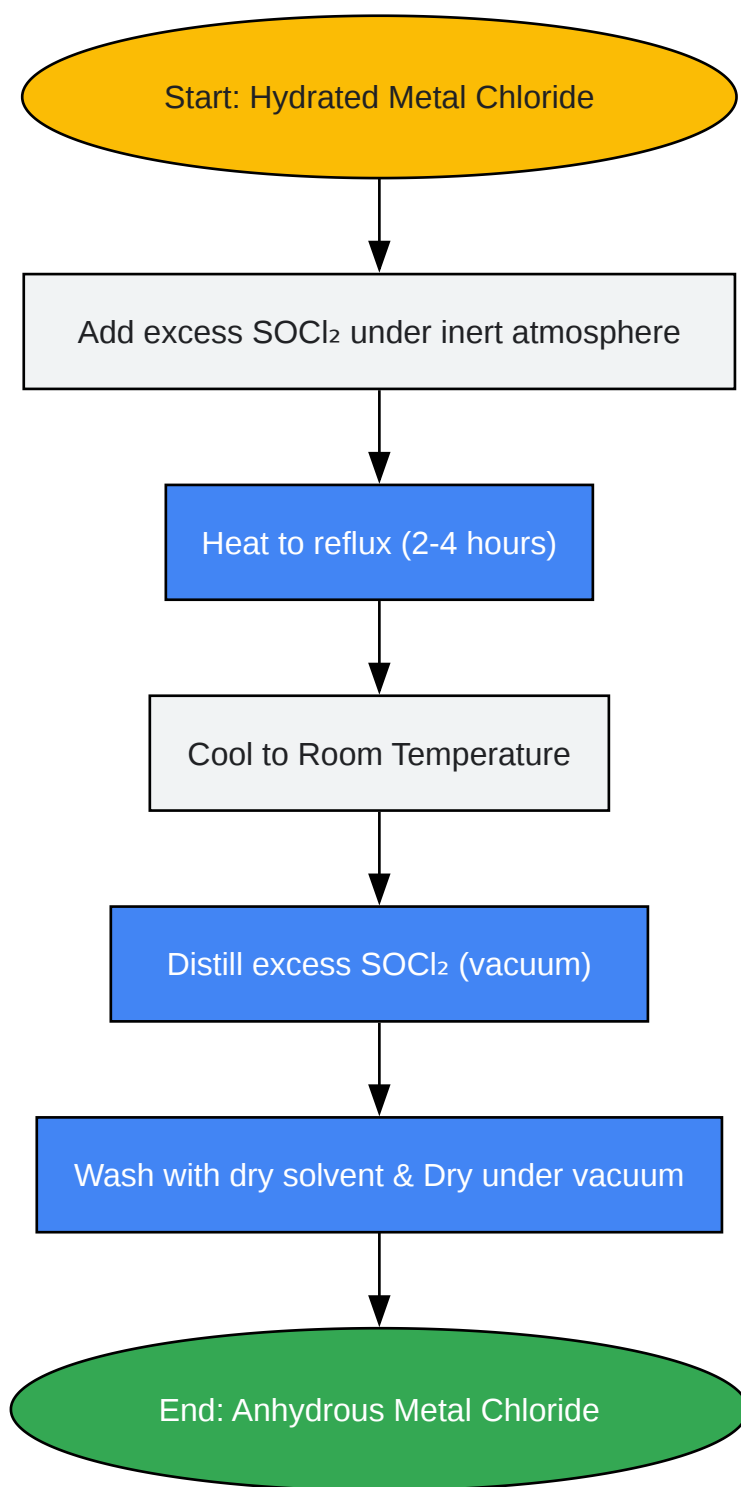 Start: Hydrated Metal Chloride
Add excess SOCl₂ under inert atmosphere
Heat to reflux (2-4 hours)
Cool to Room Temperature
Distill excess SOCl₂ (vacuum)
Wash with dry solvent & Dry under vacuum
End: Anhydrous Metal Chloride